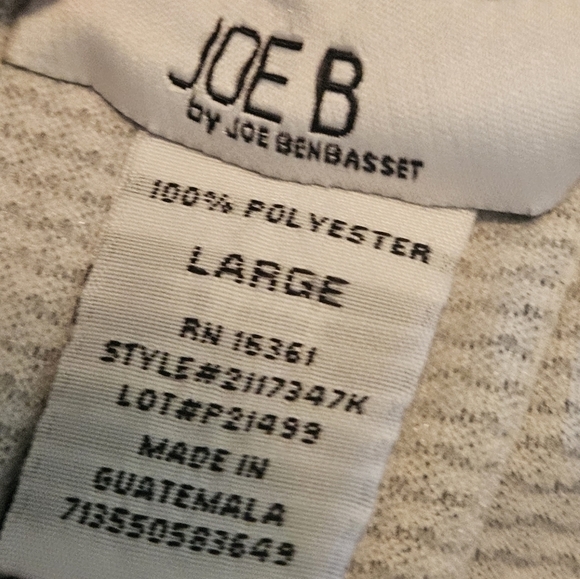 JOE B
by JOE BENBASSET
100% POLYESTER
LARGE
RN 16361
STYLE#2117347K
LOT#P21499
MADE IN
GUATEMALA
713550583649